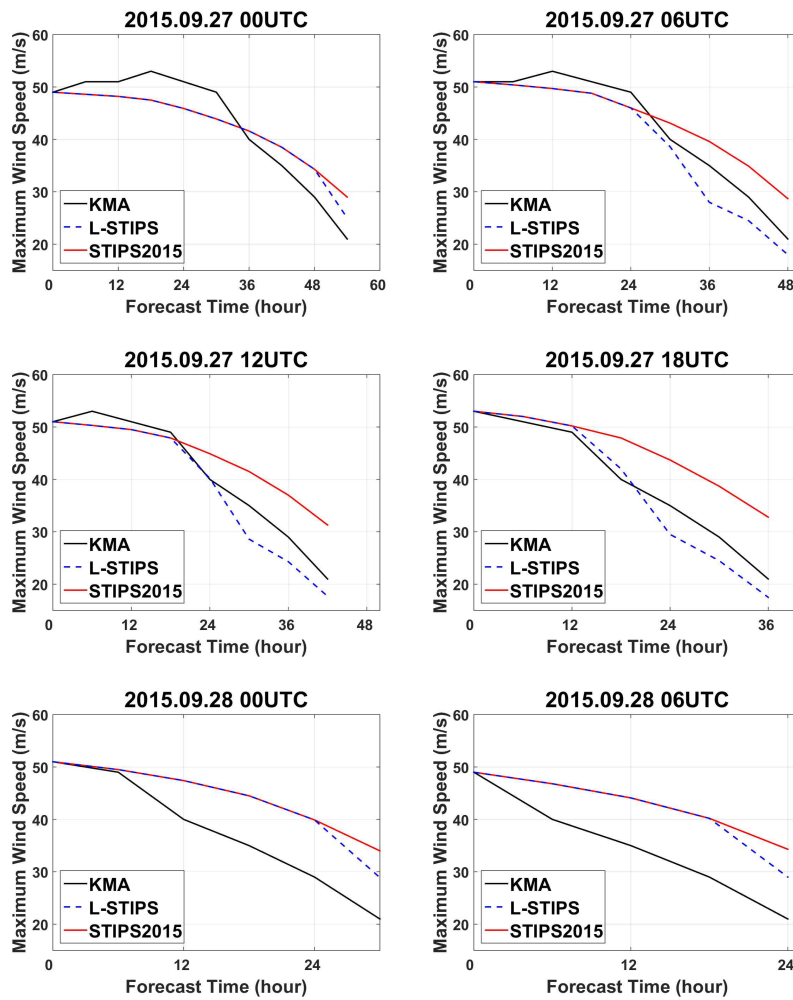 2015.09.27 00UTC
Maximum Wind Speed (m/s)
60
50
40
30
20
KMA
L-STIPS
STIPS2015
0 12 24 36 48 60
Forecast Time (hour)
2015.09.27 06UTC
Maximum Wind Speed (m/s)
60
50
40
30
20
KMA
L-STIPS
STIPS2015
0 12 24 36 48
Forecast Time (hour)
2015.09.27 12UTC
Maximum Wind Speed (m/s)
60
50
40
30
20
KMA
L-STIPS
STIPS2015
0 12 24 36 48
Forecast Time (hour)
2015.09.27 18UTC
Maximum Wind Speed (m/s)
60
50
40
30
20
KMA
L-STIPS
STIPS2015
0 12 24 36
Forecast Time (hour)
2015.09.28 00UTC
Maximum Wind Speed (m/s)
60
50
40
30
20
KMA
L-STIPS
STIPS2015
0 12 24
Forecast Time (hour)
2015.09.28 06UTC
Maximum Wind Speed (m/s)
60
50
40
30
20
KMA
L-STIPS
STIPS2015
0 12 24
Forecast Time (hour)